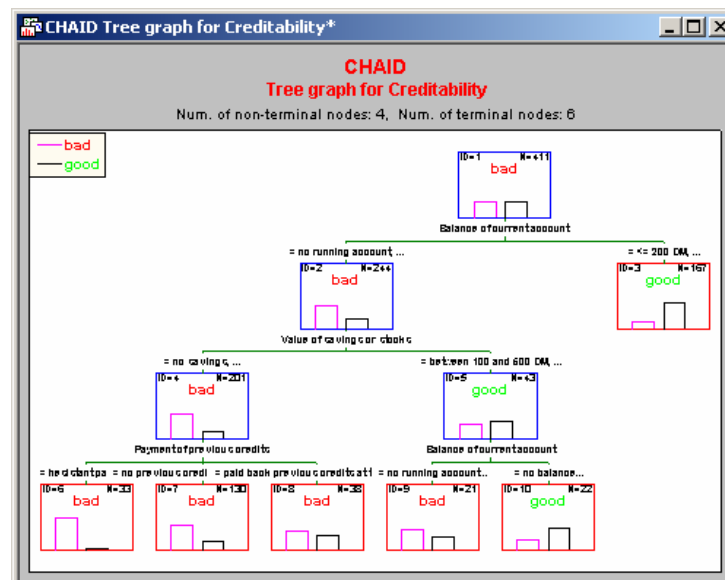 CHAID Tree graph for Creditability*
CHAID
Tree graph for Creditability
Num. of non-terminal nodes: 4, Num. of terminal nodes: 6
bad
good
ID=1 N=411
bad
Balance of current account
= no running account, ...
= <= 200 DM, ...
ID=2 N=244
bad
ID=3 N=167
good
Value of savings or stocks
= no savings, ...
= between 100 and 500 DM, ...
ID=4 N=201
bad
ID=5 N=43
good
Payment of previous credits
Balance of current account
= hesistant pa
= no previous credi
= paid back previous credits at t
= no running account..
= no balance...
ID=6 N=33
bad
ID=7 N=130
bad
ID=8 N=38
bad
ID=9 N=21
bad
ID=10 N=22
good